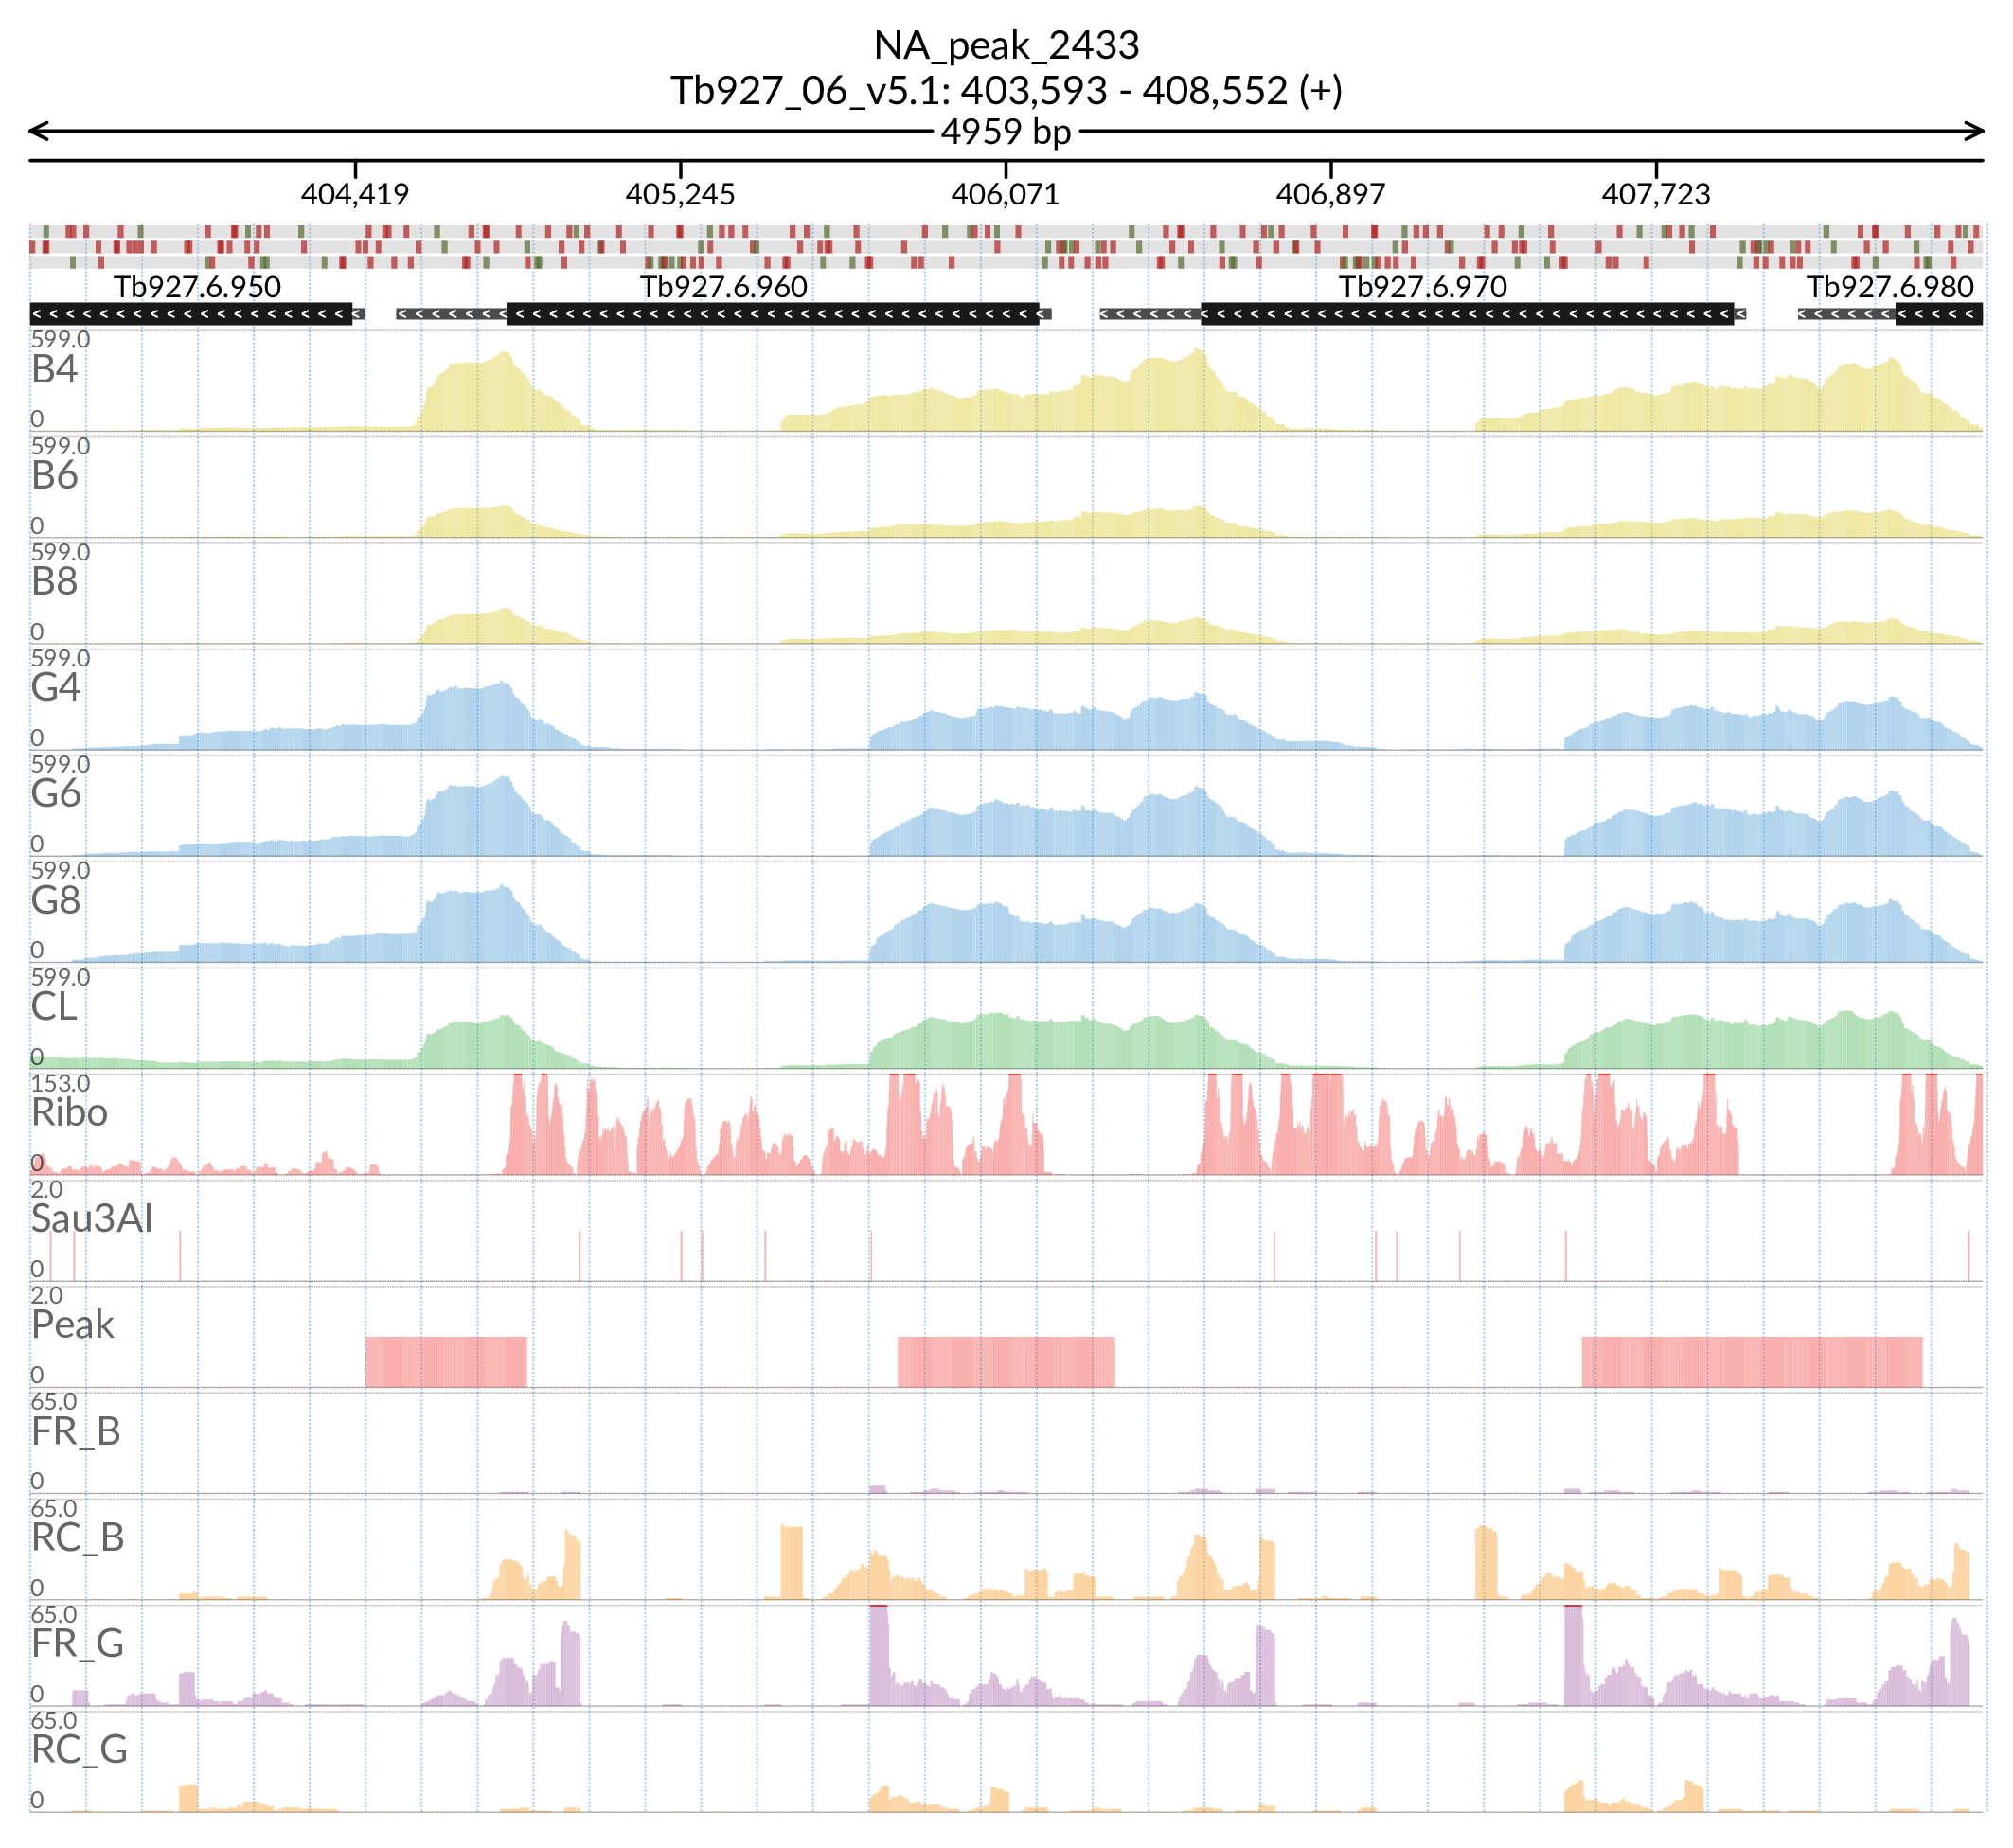 NA_peak_2433
Tb927_06_v5.1: 403,593 - 408,552 (+)
4959 bp
404,419 405,245 406,071 406,897 407,723
Tb927.6.950 Tb927.6.960 Tb927.6.970 Tb927.6.980
599.0
B4
0
599.0
B6
0
599.0
B8
0
599.0
G4
0
599.0
G6
0
599.0
G8
0
599.0
CL
0
153.0
Ribo
0
2.0
Sau3AI
0
2.0
Peak
0
65.0
FR_B
0
65.0
RC_B
0
65.0
FR_G
0
65.0
RC_G
0